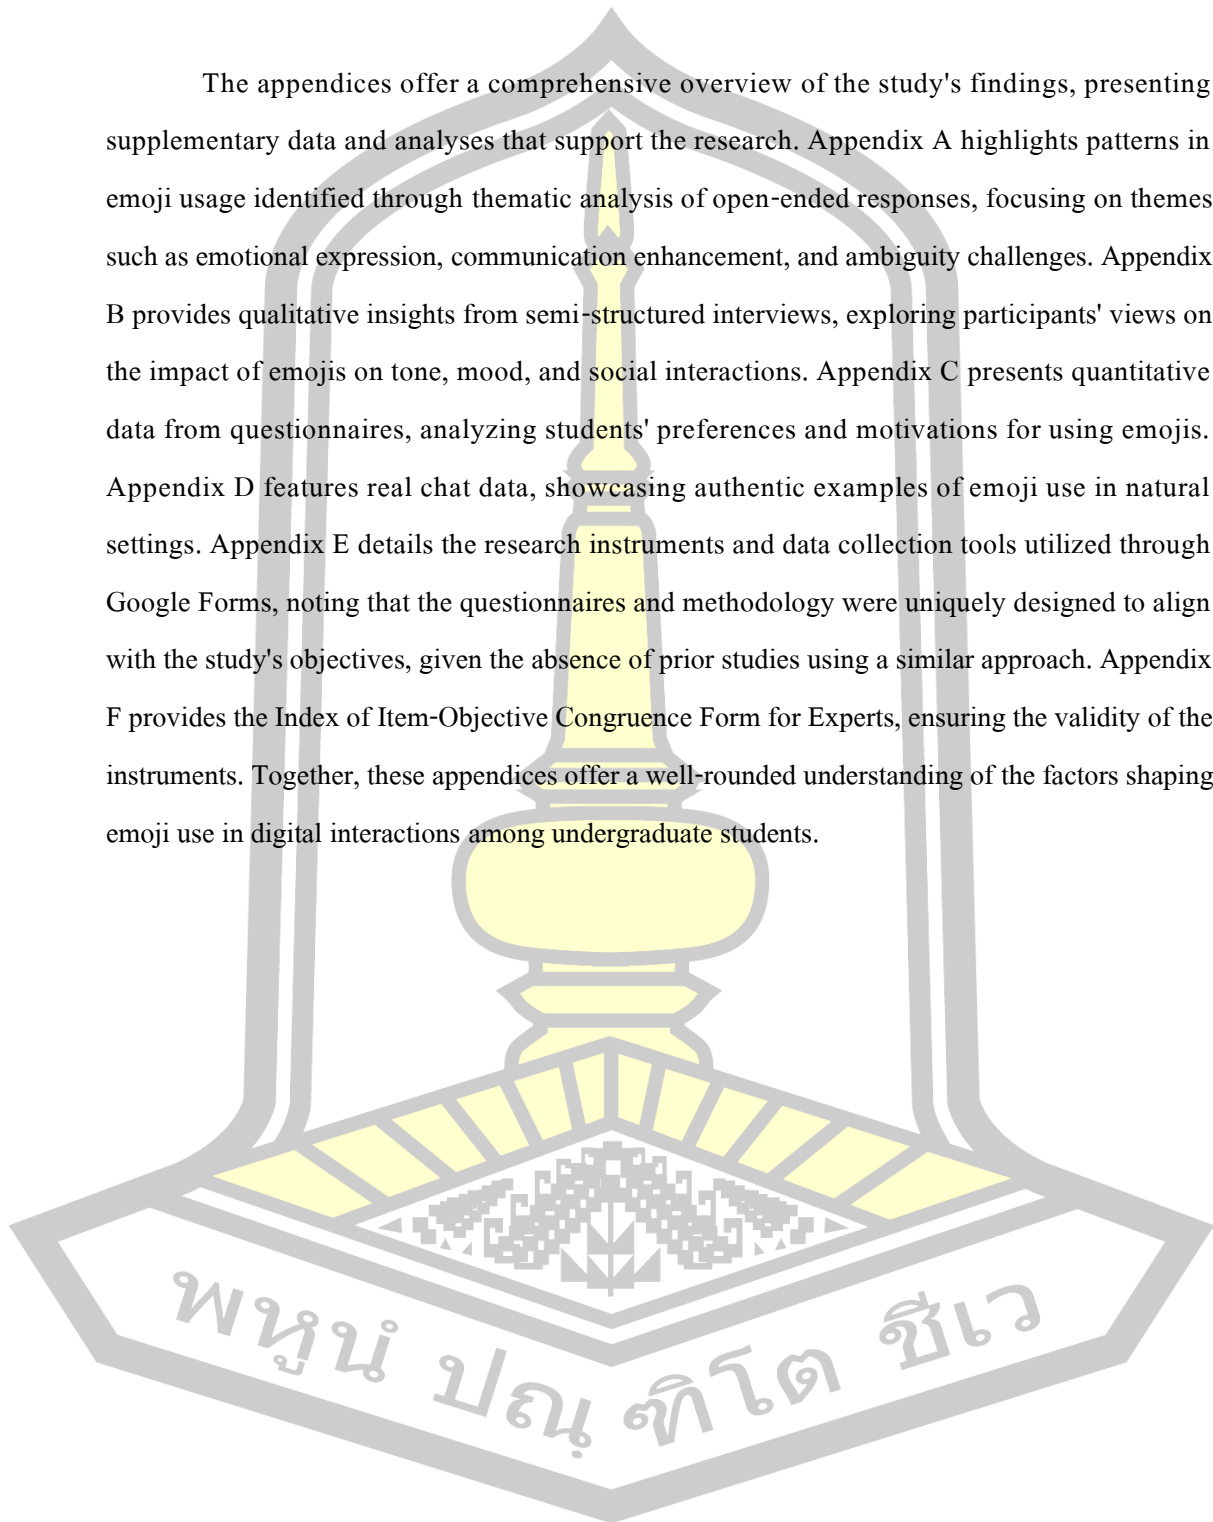 The appendices offer a comprehensive overview of the study's findings, presenting
supplementary data and analyses that support the research. Appendix A highlights patterns in
emoji usage identified through thematic analysis of open-ended responses, focusing on themes
such as emotional expression, communication enhancement, and ambiguity challenges. Appendix
B provides qualitative insights from semi-structured interviews, exploring participants' views on
the impact of emojis on tone, mood, and social interactions. Appendix C presents quantitative
data from questionnaires, analyzing students' preferences and motivations for using emojis.
Appendix D features real chat data, showcasing authentic examples of emoji use in natural
settings. Appendix E details the research instruments and data collection tools utilized through
Google Forms, noting that the questionnaires and methodology were uniquely designed to align
with the study's objectives, given the absence of prior studies using a similar approach. Appendix
F provides the Index of Item-Objective Congruence Form for Experts, ensuring the validity of the
instruments. Together, these appendices offer a well-rounded understanding of the factors shaping
emoji use in digital interactions among undergraduate students.
พหูนํ ปณฺฑิโต ชีเว